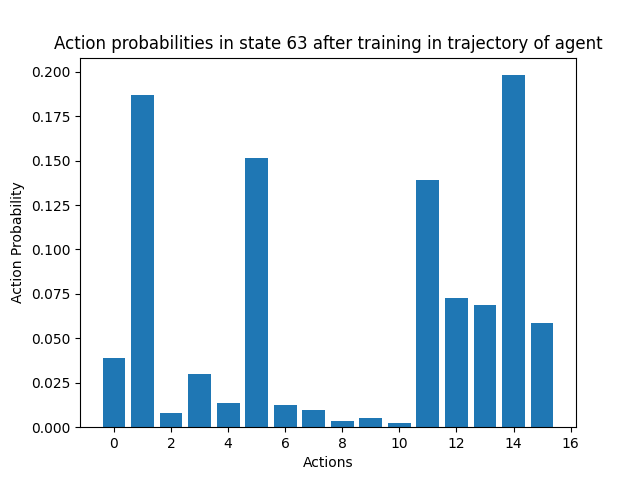 Action probabilities in state 63 after training in trajectory of agent
0.200
0.175
0.150
0.125
0.100
0.075
0.050
0.025
0.000
Action Probability
0 2 4 6 8 10 12 14 16
Actions